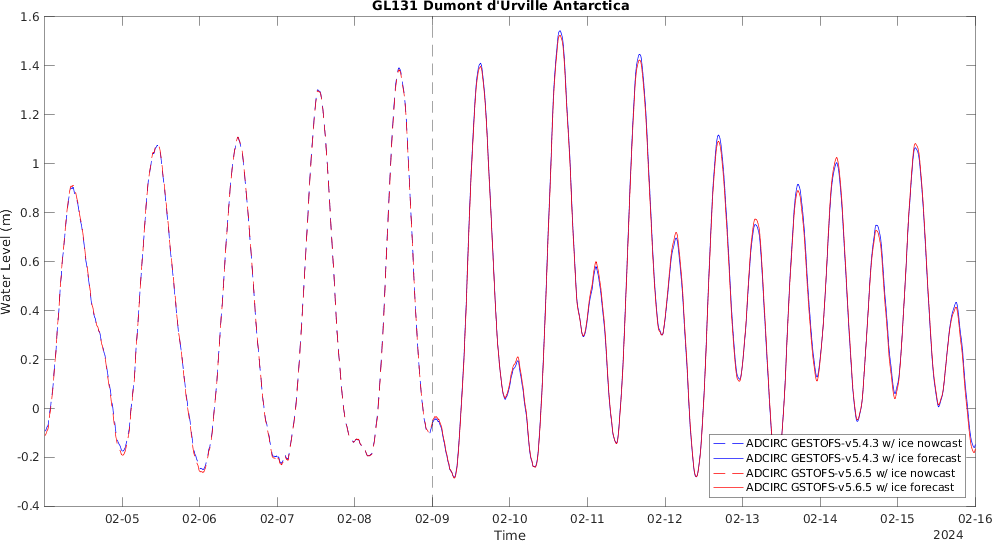 GL131 Dumont d'Urville Antarctica
1.6
1.4
1.2
1
0.8
0.6
0.4
0.2
0
-0.2
-0.4
Water Level (m)
ADCIRC GESTOFS-v5.4.3 w/ ice nowcast
ADCIRC GESTOFS-v5.4.3 w/ ice forecast
ADCIRC GSTOFS-v5.6.5 w/ ice nowcast
ADCIRC GSTOFS-v5.6.5 w/ ice forecast
02-05 02-06 02-07 02-08 02-09 02-10 02-11 02-12 02-13 02-14 02-15 02-16
Time
2024